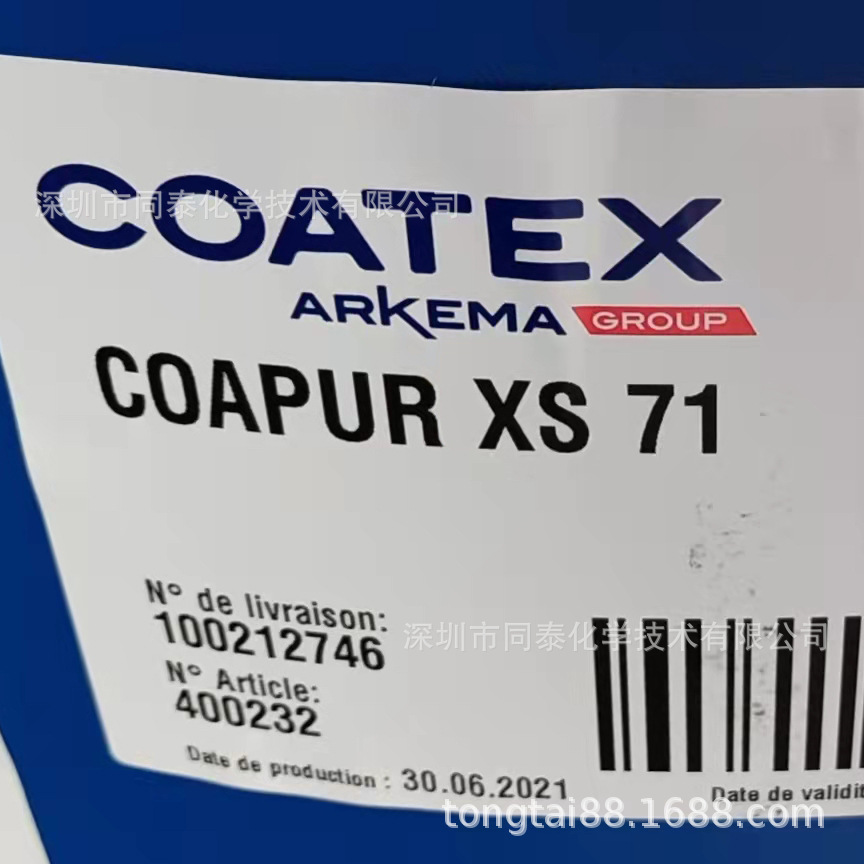 COATEX
深圳市同泰化学技术有限公司
ARKEMA GROUP
COAPUR XS 71
N° de livraison:
100212746
深圳市同泰化学技术有限公司
N° Article:
400232
Date de production : 30.06.2021
Date de validit
tongtai88.1688.com